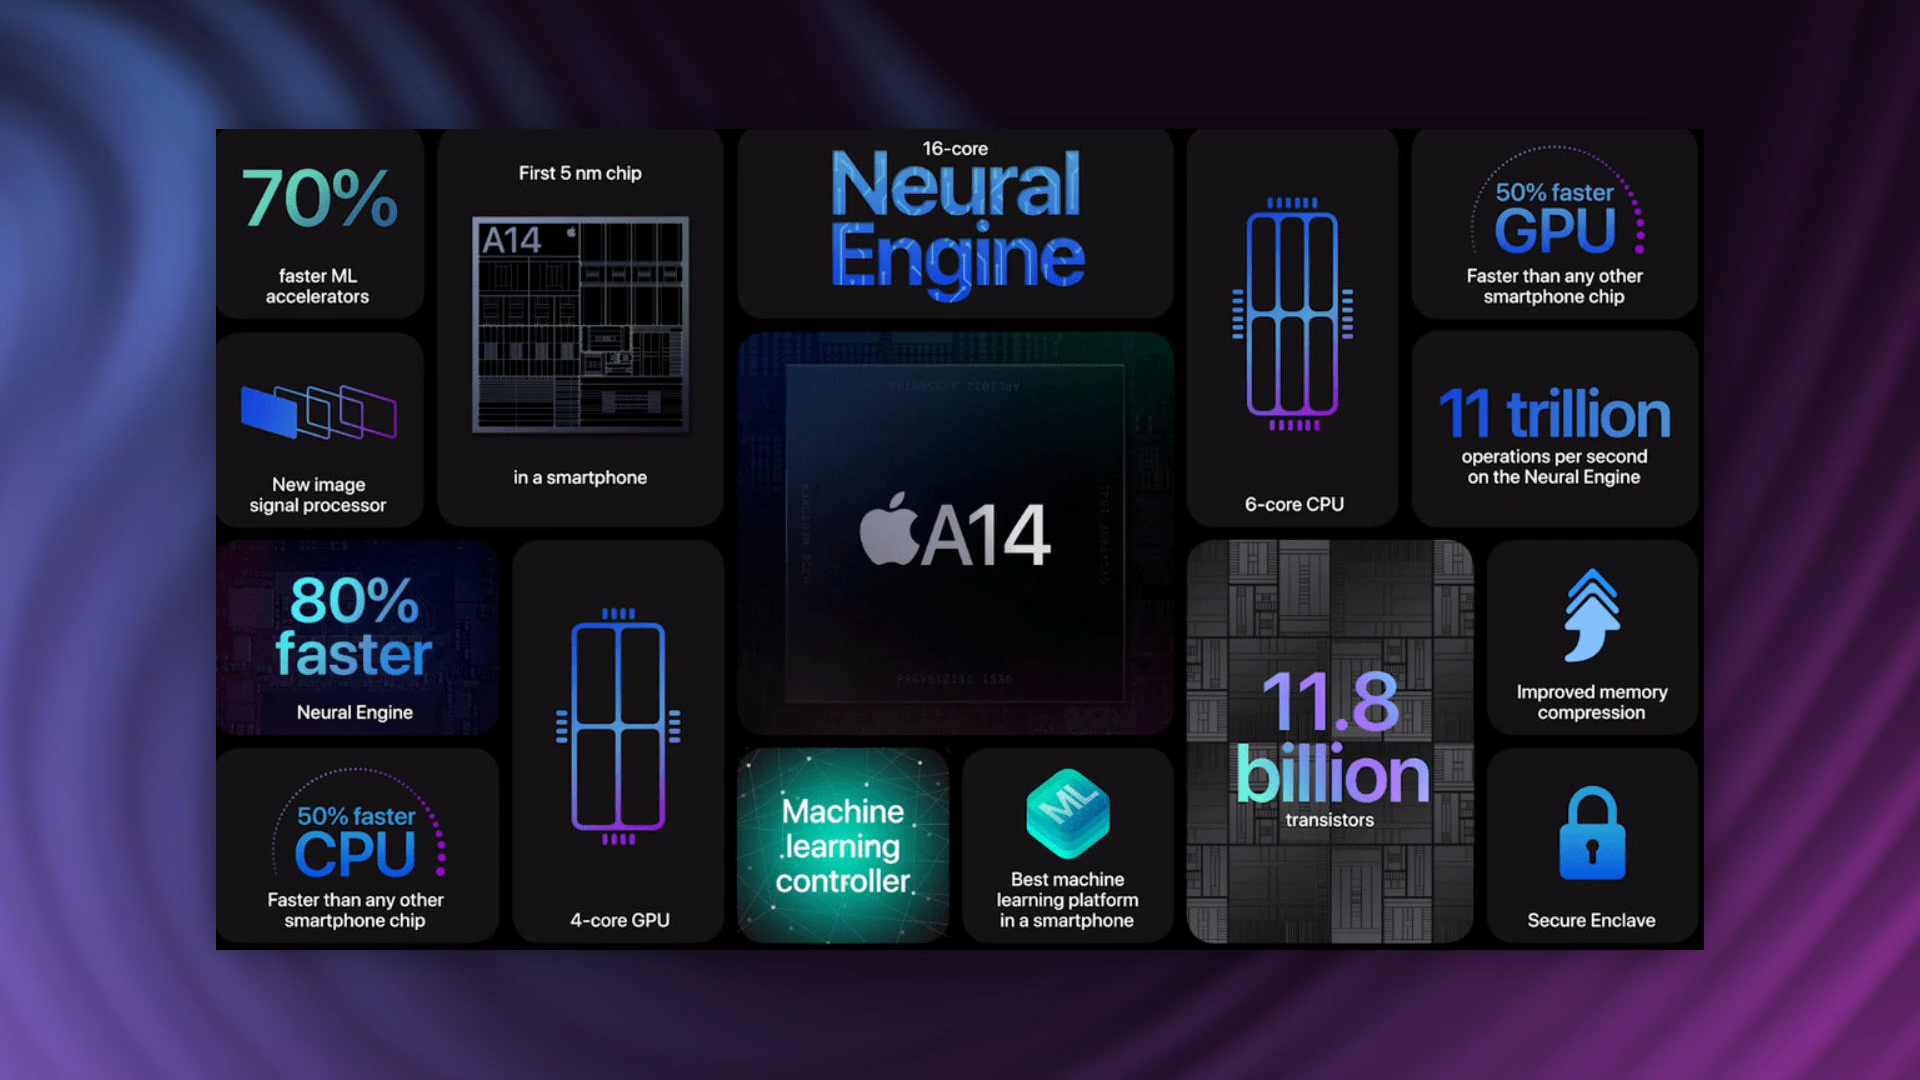 70%
faster ML
accelerators
First 5 nm chip
A14
in a smartphone
16-core
Neural
Engine
6-core CPU
50% faster
GPU
Faster than any other
smartphone chip
New image
signal processor
A14
11 trillion
operations per second
on the Neural Engine
80%
faster
Neural Engine
4-core GPU
11.8
billion
transistors
Improved memory
compression
50% faster
CPU
Faster than any other
smartphone chip
Machine
learning
controller
ML
Best machine
learning platform
in a smartphone
Secure Enclave